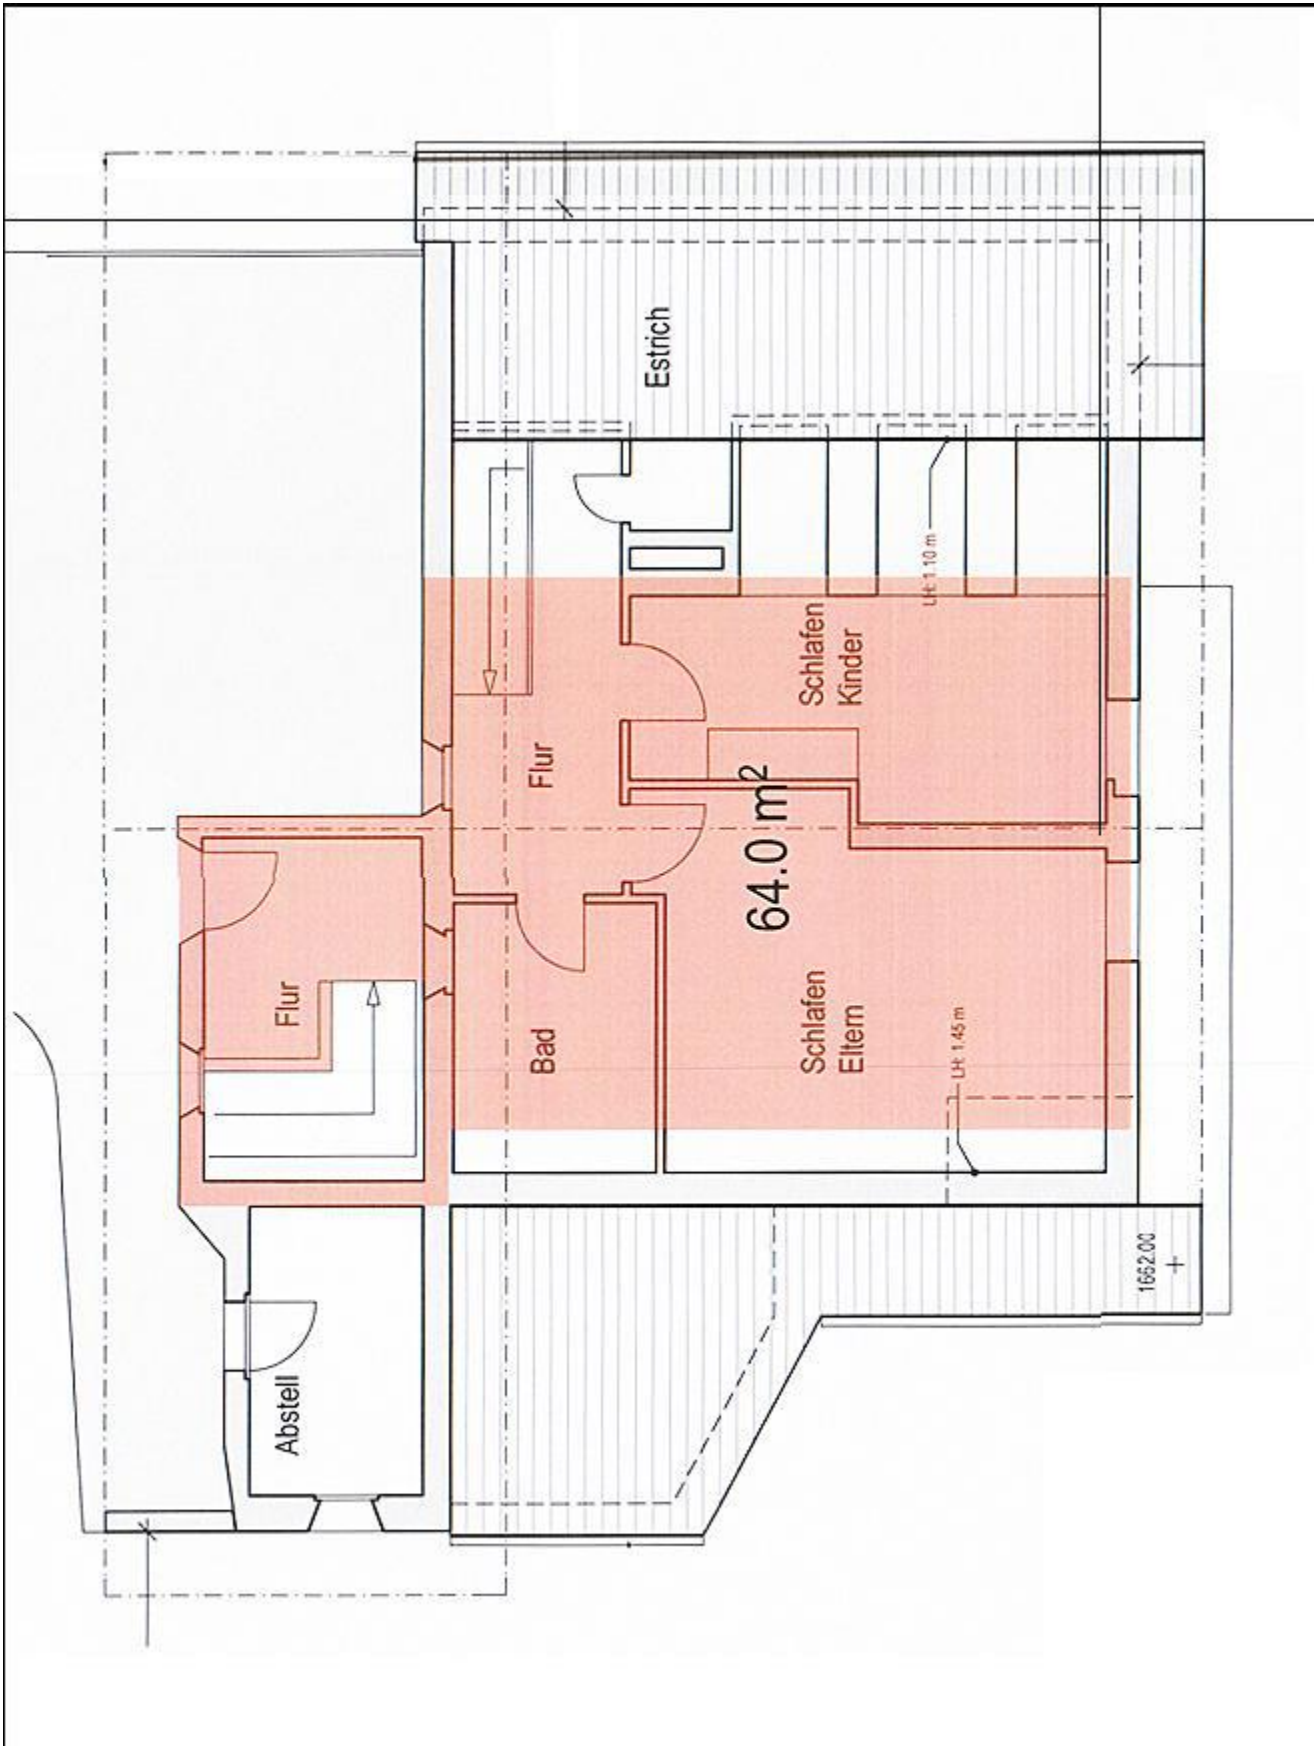 Estrich
LH: 1.10 m
Schlafen
Kinder
Flur
64.0 m²
Flur
Schlafen
Eltern
Bad
LH: 1.45 m
1662.00
Abstell